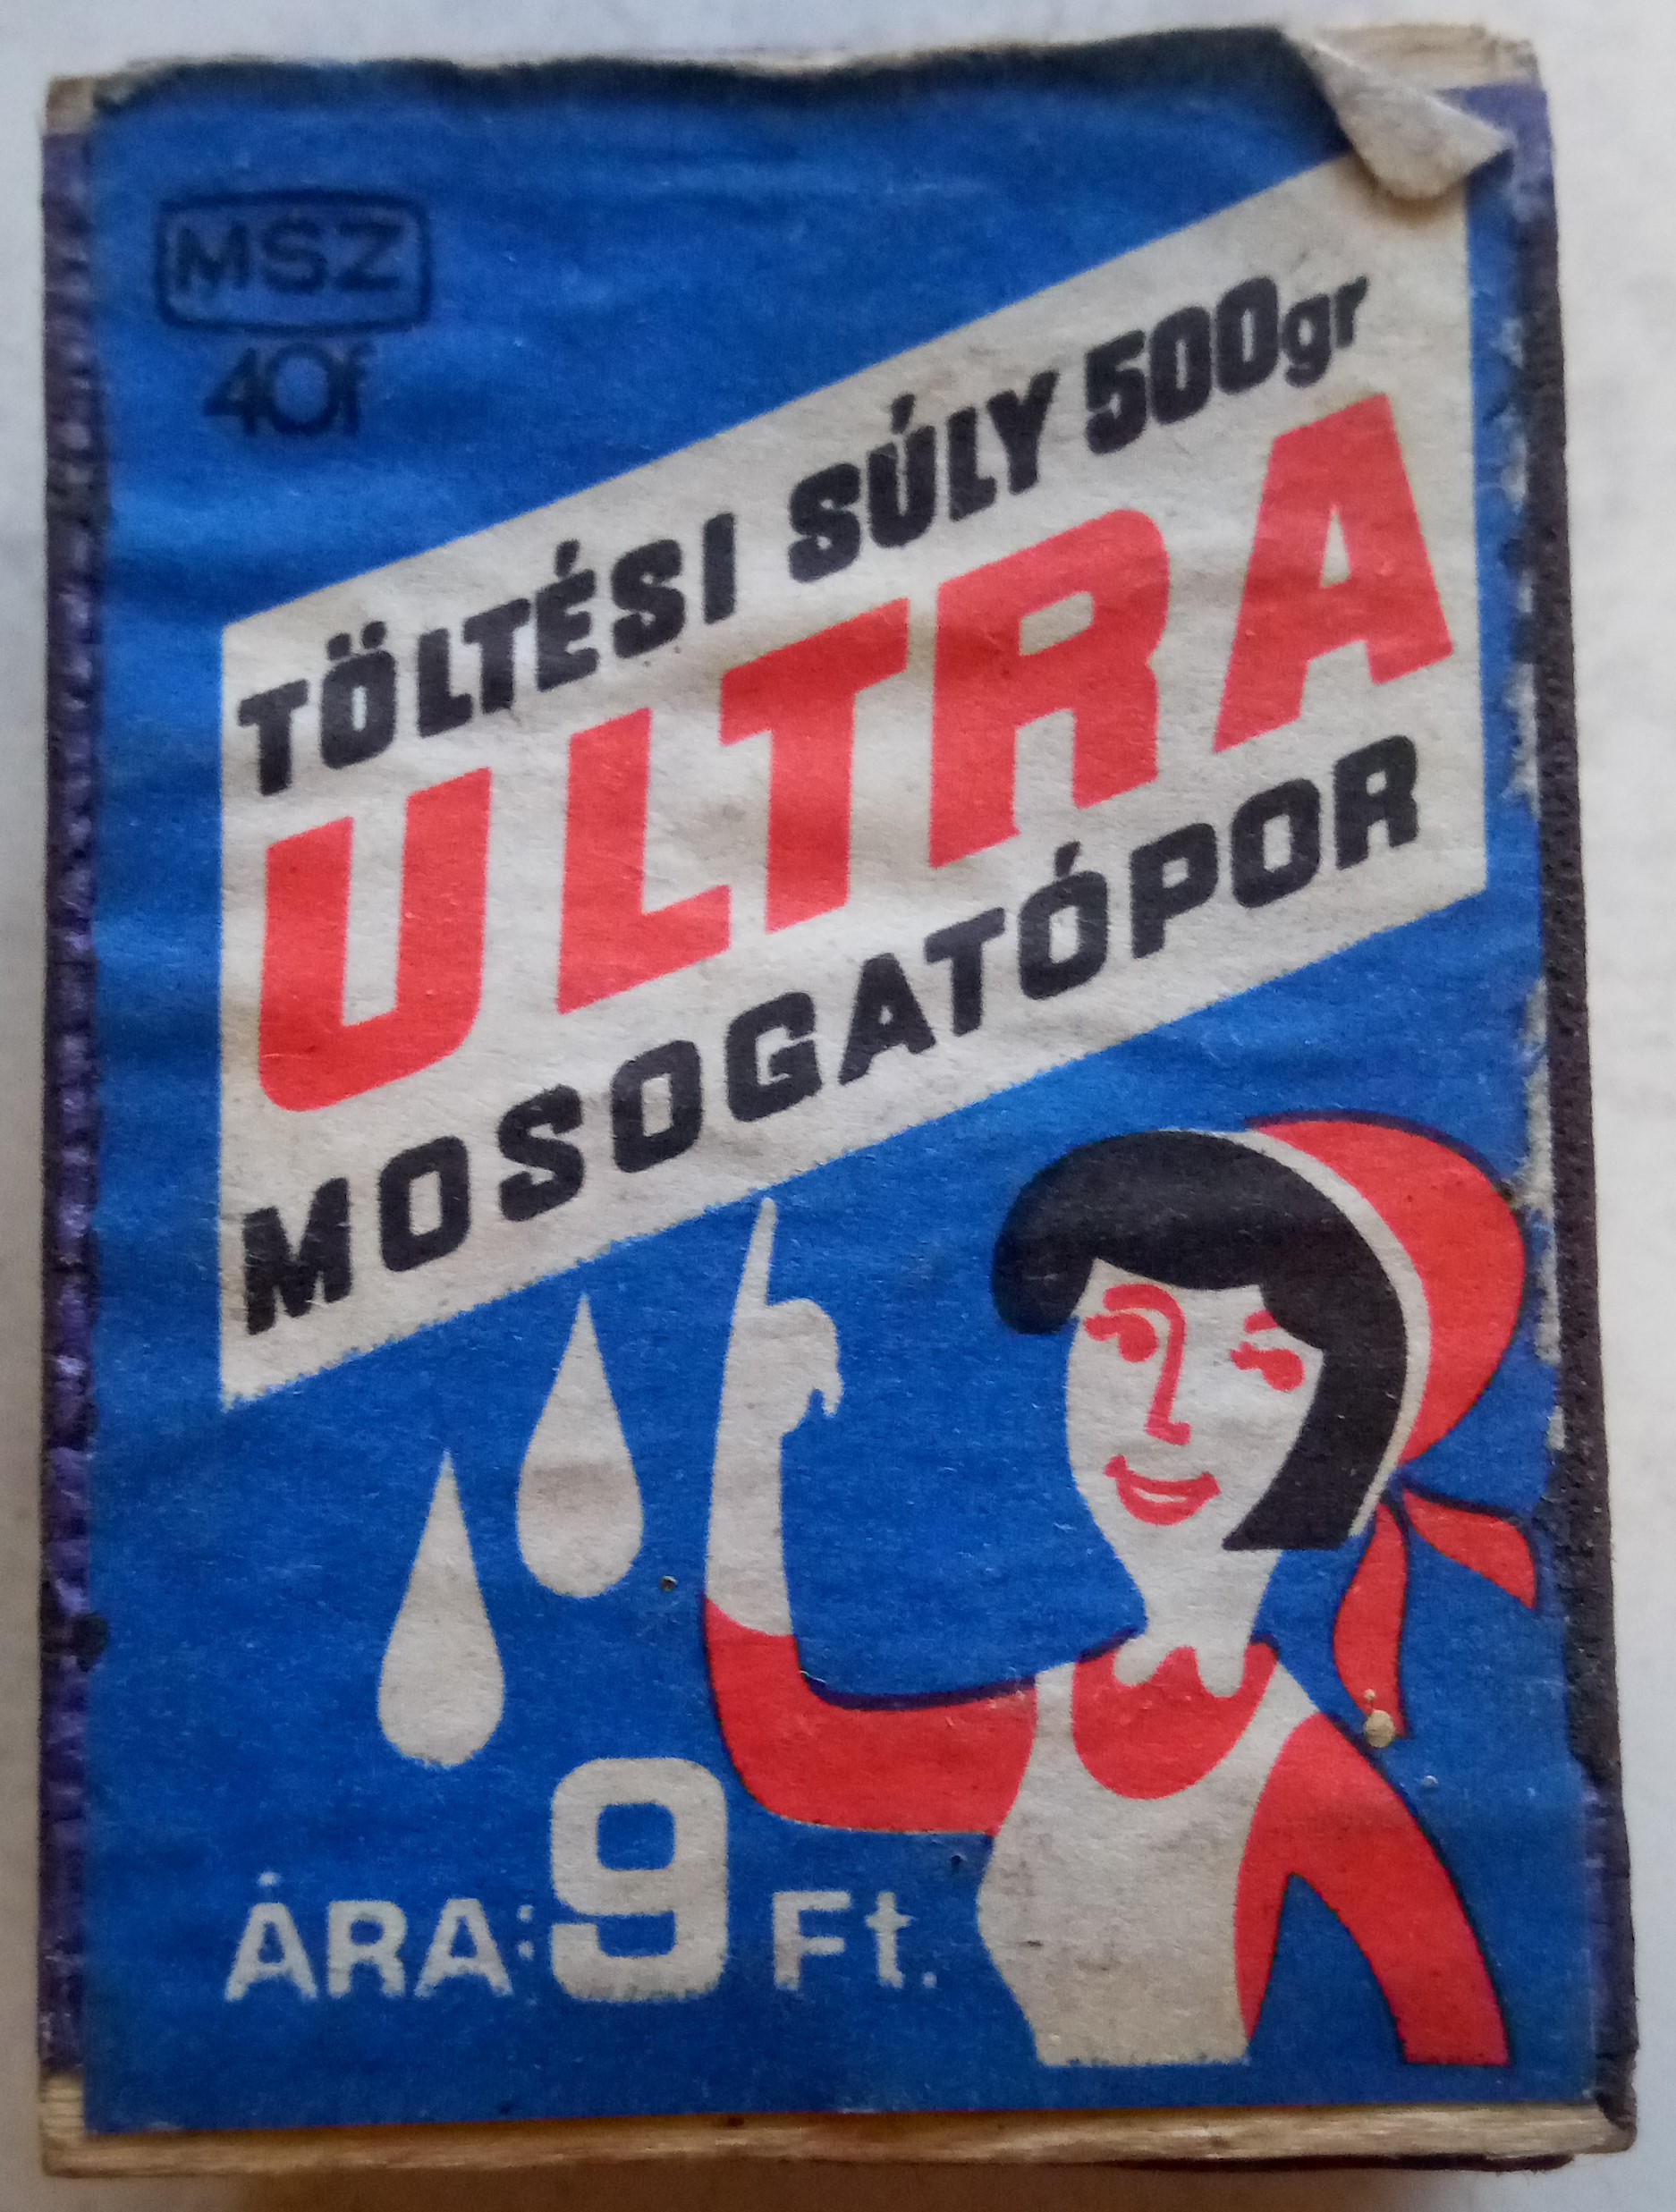 MSZ
40f
TÖLTÉSI SÚLY 500gr
ULTRA
MOSOGATÓPOR
ÁRA: 9 Ft.